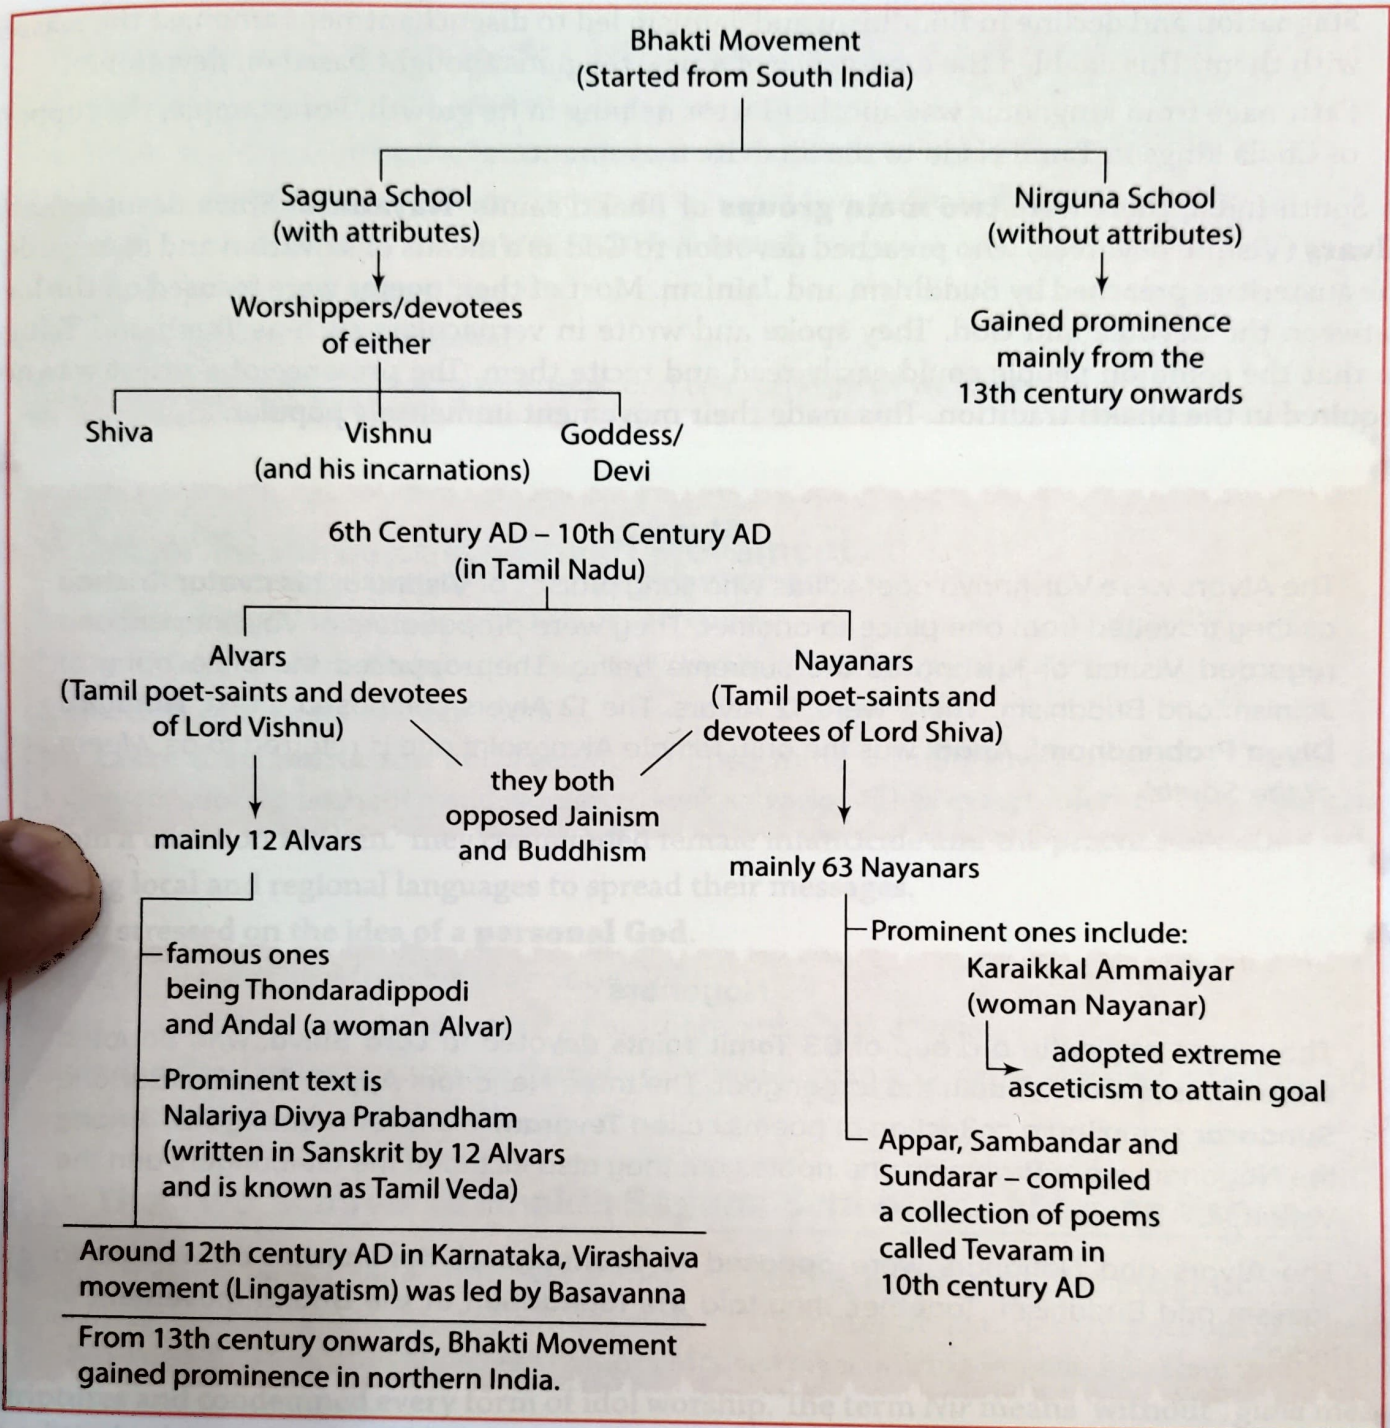 Bhakti Movement
(Started from South India)
Saguna School
(with attributes)
Nirguna School
(without attributes)
Worshippers/devotees
of either
Gained prominence
mainly from the
13th century onwards
Shiva
Vishnu
(and his incarnations)
Goddess/
Devi
6th Century AD – 10th Century AD
(in Tamil Nadu)
Alvars
(Tamil poet-saints and devotees
of Lord Vishnu)
Nayanars
(Tamil poet-saints and
devotees of Lord Shiva)
they both
opposed Jainism
and Buddhism
mainly 12 Alvars
famous ones
being Thondaradippodi
and Andal (a woman Alvar)
Prominent text is
Nalariya Divya Prabandham
(written in Sanskrit by 12 Alvars
and is known as Tamil Veda)
mainly 63 Nayanars
Prominent ones include:
Karaikkal Ammaiyar
(woman Nayanar)
adopted extreme
asceticism to attain goal
Appar, Sambandar and
Sundarar – compiled
a collection of poems
called Tevaram in
10th century AD
Around 12th century AD in Karnataka, Virashaiva
movement (Lingayatism) was led by Basavanna
From 13th century onwards, Bhakti Movement
gained prominence in northern India.